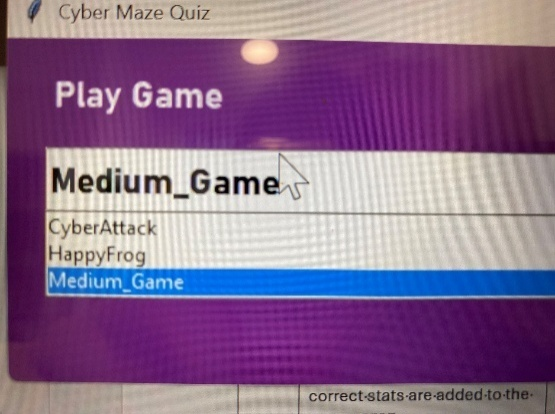 Cyber Maze Quiz
Play Game
Medium_Game
CyberAttack
HappyFrog
Medium_Game
correct·stats·are·added·to·the·